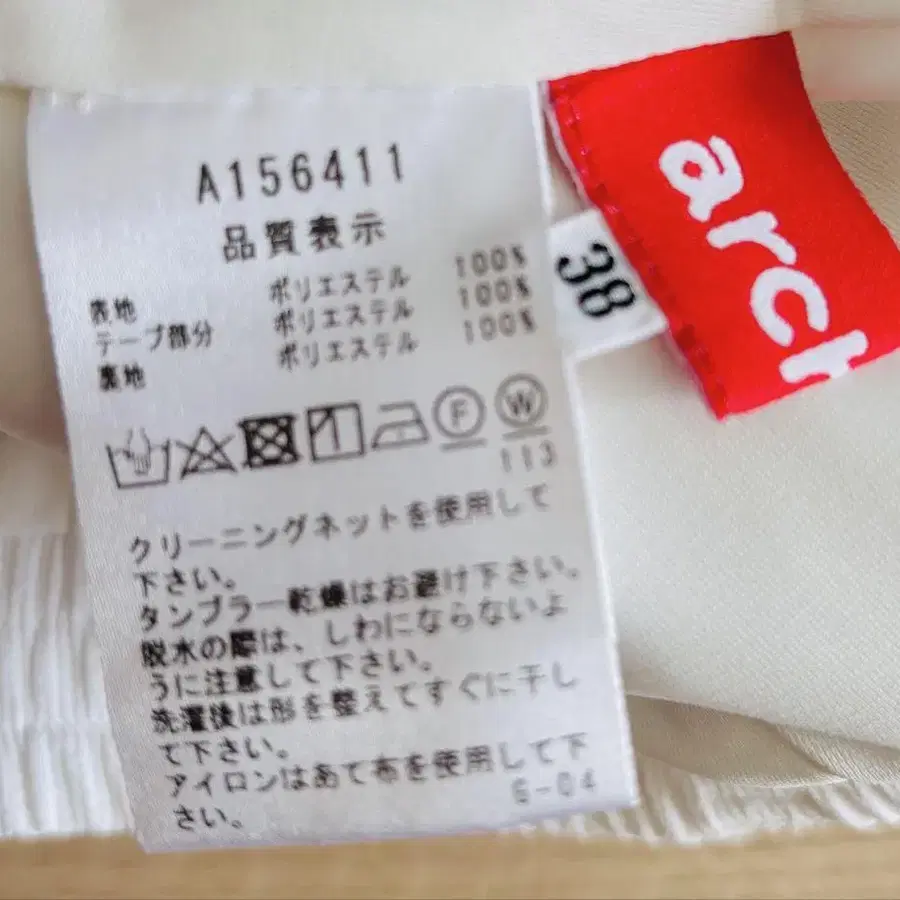 A156411
品質表示
表地 ポリエステル 100%
テープ部分 ポリエステル 100%
裏地 ポリエステル 100%
F W
113
クリーニングネットを使用して
下さい。
タンブラー乾燥はお避け下さい。
脱水の際は、しわにならないよ
うに注意して下さい。
洗濯後は形を整えてすぐに干し
て下さい。
アイロンはあて布を使用して下
さい。
G-04
38
arch